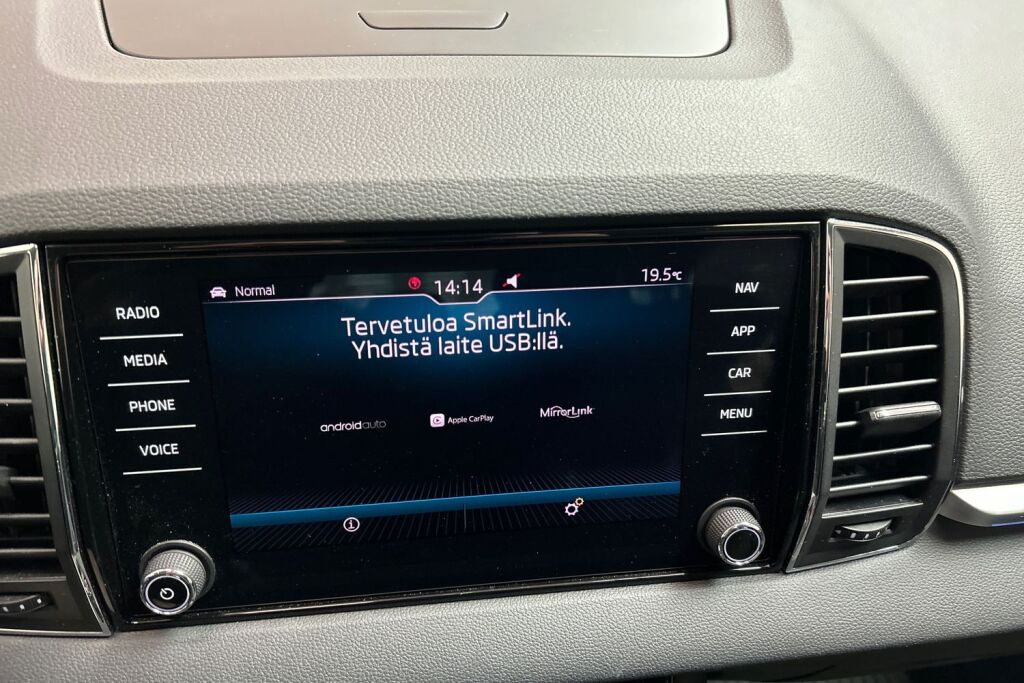 Normal
14:14
19.5°C
RADIO
MEDIA
PHONE
VOICE
Tervetuloa SmartLink.
Yhdistä laite USB:llä.
androidauto
Apple CarPlay
MirrorLink
NAV
APP
CAR
MENU